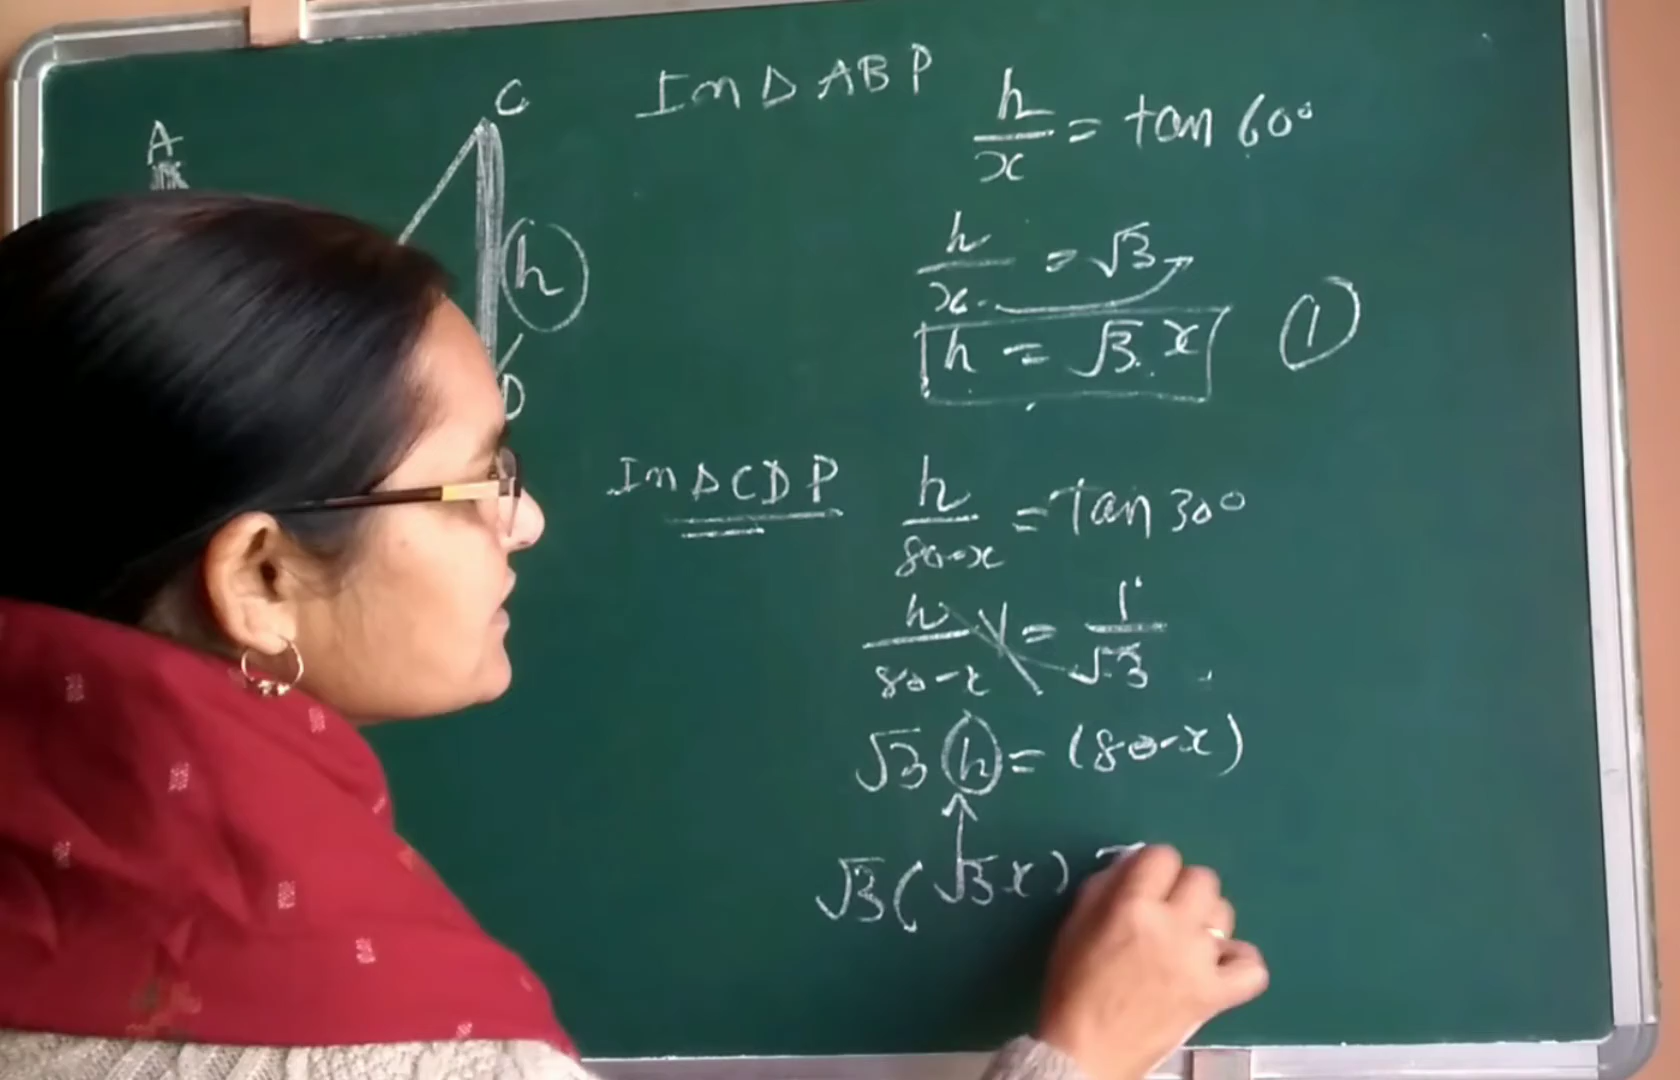 A
C
h
D
In Δ ABP
h/x = tan 60°
h/x = √3
h = √3 x ①
In Δ CDP h/80-x = tan 30°
h/80-x = 1/√3
√3 h = (80-x)
√3(√3x) =